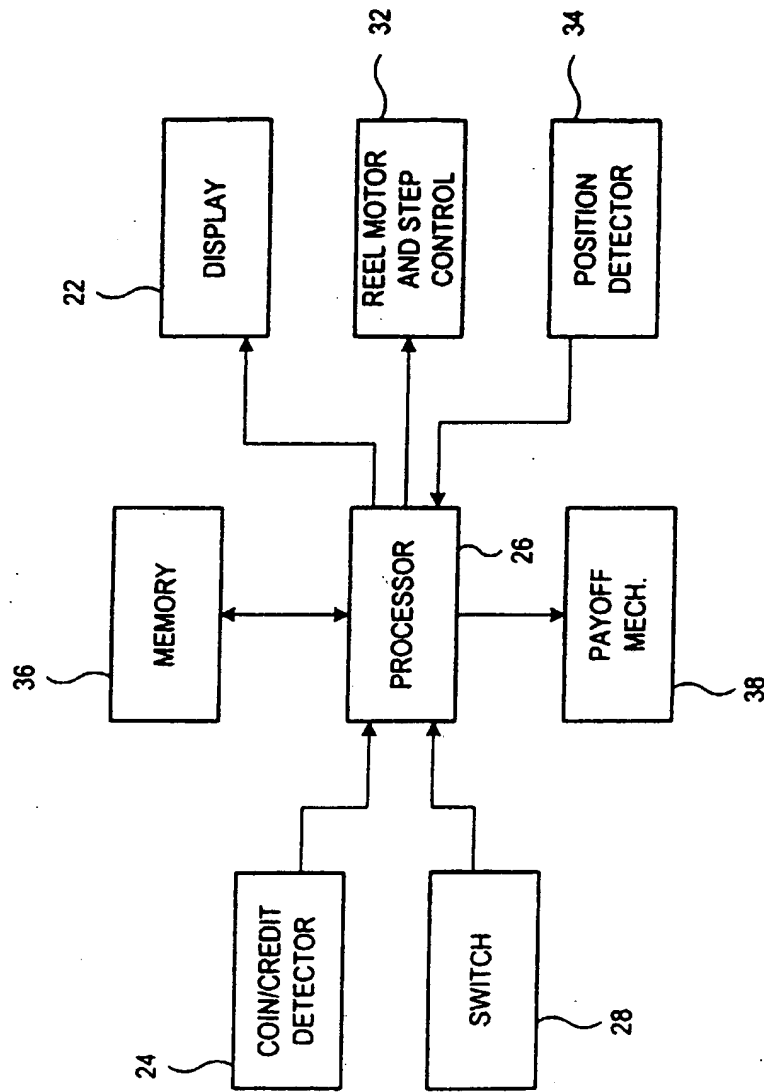 36
22
24
MEMORY
DISPLAY
COIN/CREDIT
DETECTOR
32
PROCESSOR
REEL MOTOR
AND STEP
CONTROL
26
SWITCH
34
28
PAYOFF
MECH.
POSITION
DETECTOR
38